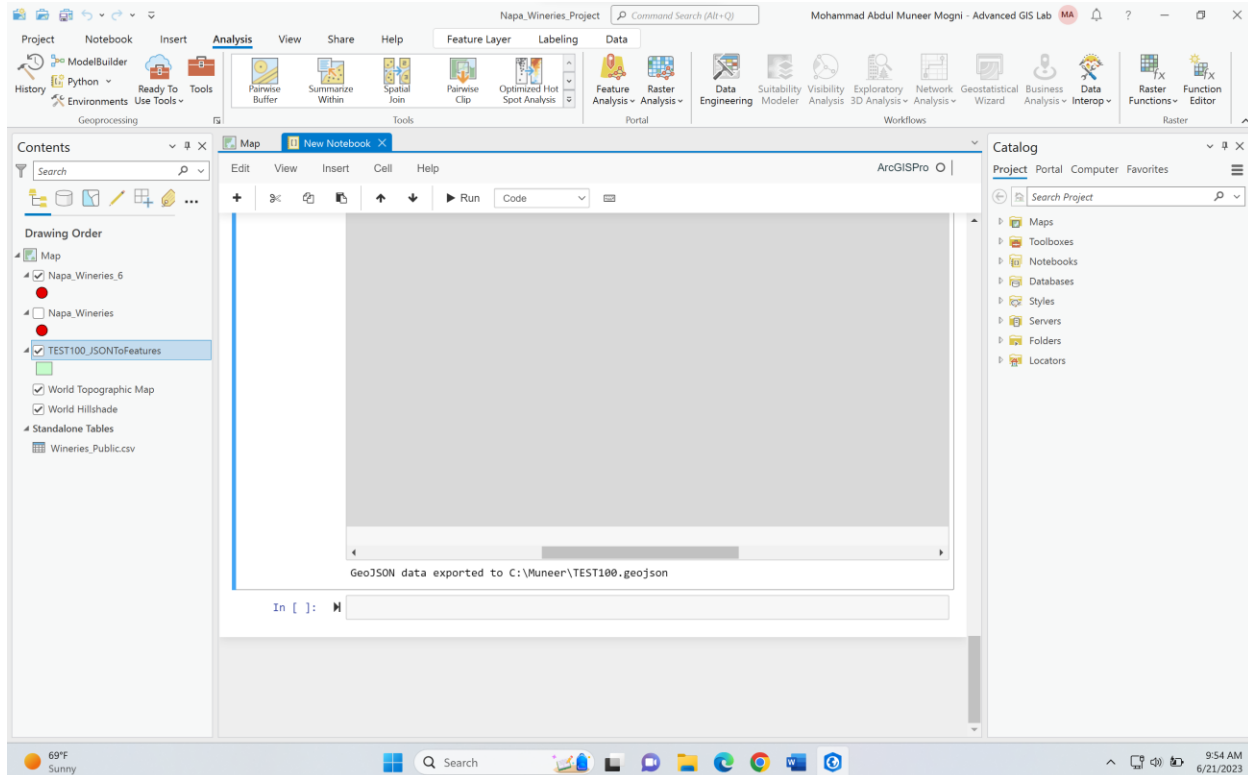 Napa_Wineries_Project
Command Search (Alt+Q)
Mohammad Abdul Muneer Mogni - Advanced GIS Lab
MA
?
Project Notebook Insert Analysis View Share Help Feature Layer Labeling Data
History
ModelBuilder
Python
Environments
Ready To Use Tools
Tools
Geoprocessing
Pairwise Buffer
Summarize Within
Spatial Join
Pairwise Clip
Optimized Hot Spot Analysis
Tools
Feature Analysis
Raster Analysis
Portal
Data Engineering
Suitability Modeler
Visibility Analysis
Exploratory 3D Analysis
Network Analysis
Geostatistical Wizard
Business Analysis
Data Interop
Workflows
Raster Functions
Function Editor
Raster
Contents
Search
Drawing Order
Map
Napa_Wineries_6
Napa_Wineries
TEST100_JSONToFeatures
World Topographic Map
World Hillshade
Standalone Tables
Wineries_Public.csv
Map
New Notebook
Edit View Insert Cell Help
ArcGISPro
Run
Code
GeoJSON data exported to C:\Muneer\TEST100.geojson
In [ ]:
Catalog
Project Portal Computer Favorites
Search Project
Maps
Toolboxes
Notebooks
Databases
Styles
Servers
Folders
Locators
69°F
Sunny
Search
9:54 AM
6/21/2023